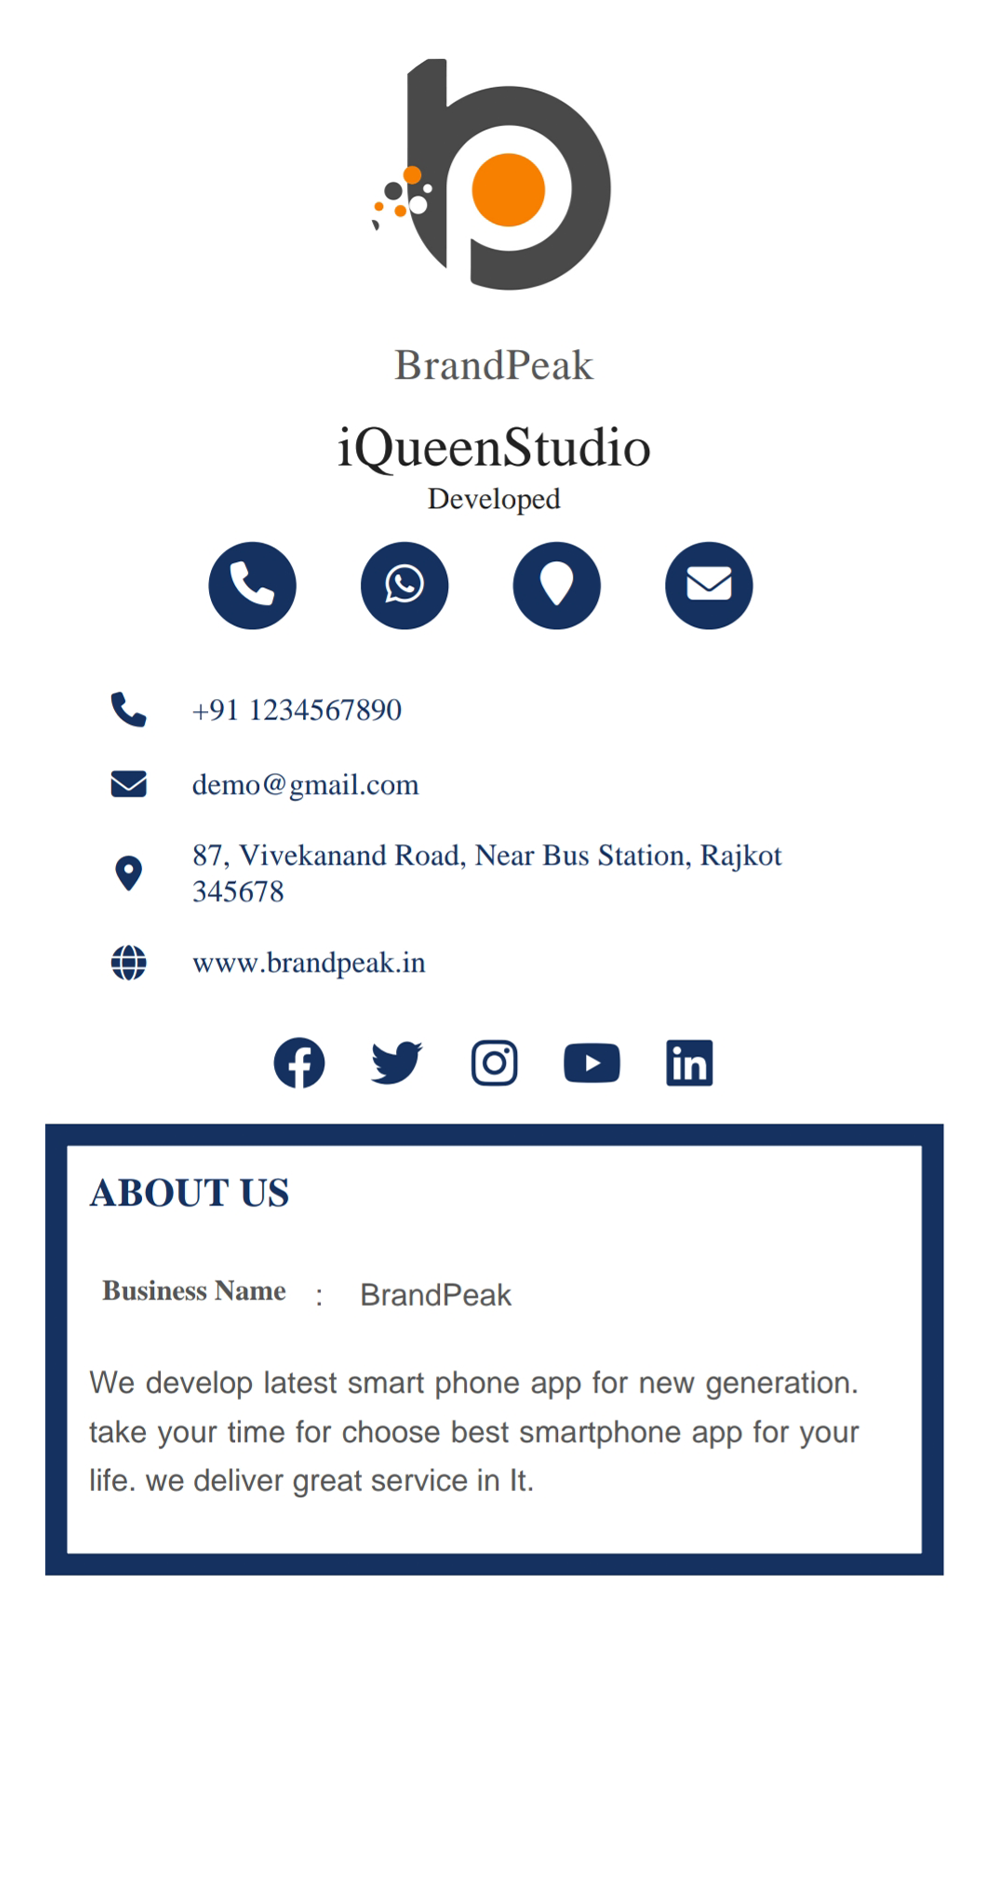 BrandPeak
iQueenStudio
Developed
+91 1234567890
demo@gmail.com
87, Vivekanand Road, Near Bus Station, Rajkot
345678
www.brandpeak.in
ABOUT US
Business Name : BrandPeak
We develop latest smart phone app for new generation.
take your time for choose best smartphone app for your
life. we deliver great service in It.